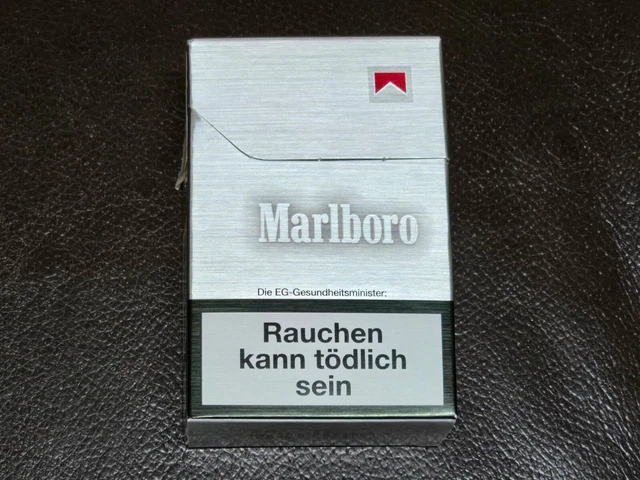 Marlboro
Die EG-Gesundheitsminister:
Rauchen
kann tödlich
sein